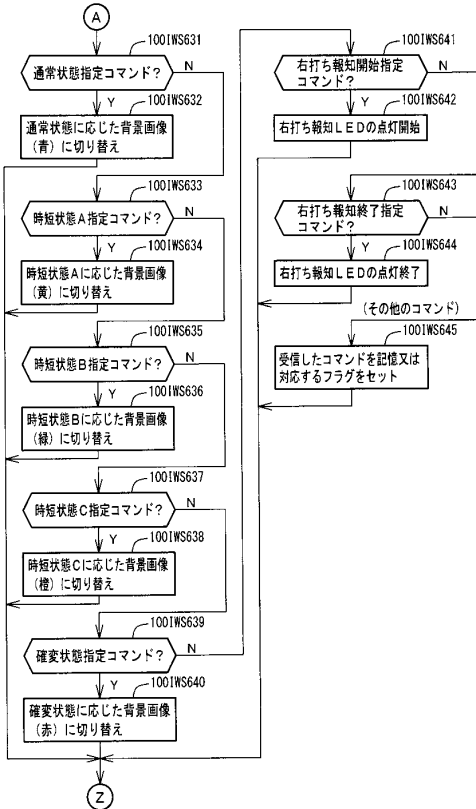 A
100IWS631
通常状態指定コマンド?
N
Y
100IWS632
通常状態に応じた背景画像
(青)に切り替え
100IWS633
時短状態A指定コマンド?
N
Y
100IWS634
時短状態Aに応じた背景画像
(黄)に切り替え
100IWS635
時短状態B指定コマンド?
N
Y
100IWS636
時短状態Bに応じた背景画像
(緑)に切り替え
100IWS637
時短状態C指定コマンド?
N
Y
100IWS638
時短状態Cに応じた背景画像
(橙)に切り替え
100IWS639
確変状態指定コマンド?
N
Y
100IWS640
確変状態に応じた背景画像
(赤)に切り替え
Z
100IWS641
右打ち報知開始指定
コマンド?
N
Y
100IWS642
右打ち報知LEDの点灯開始
100IWS643
右打ち報知終了指定
コマンド?
N
Y
100IWS644
右打ち報知LEDの点灯終了
(その他のコマンド)
100IWS645
受信したコマンドを記憶又は
対応するフラグをセット